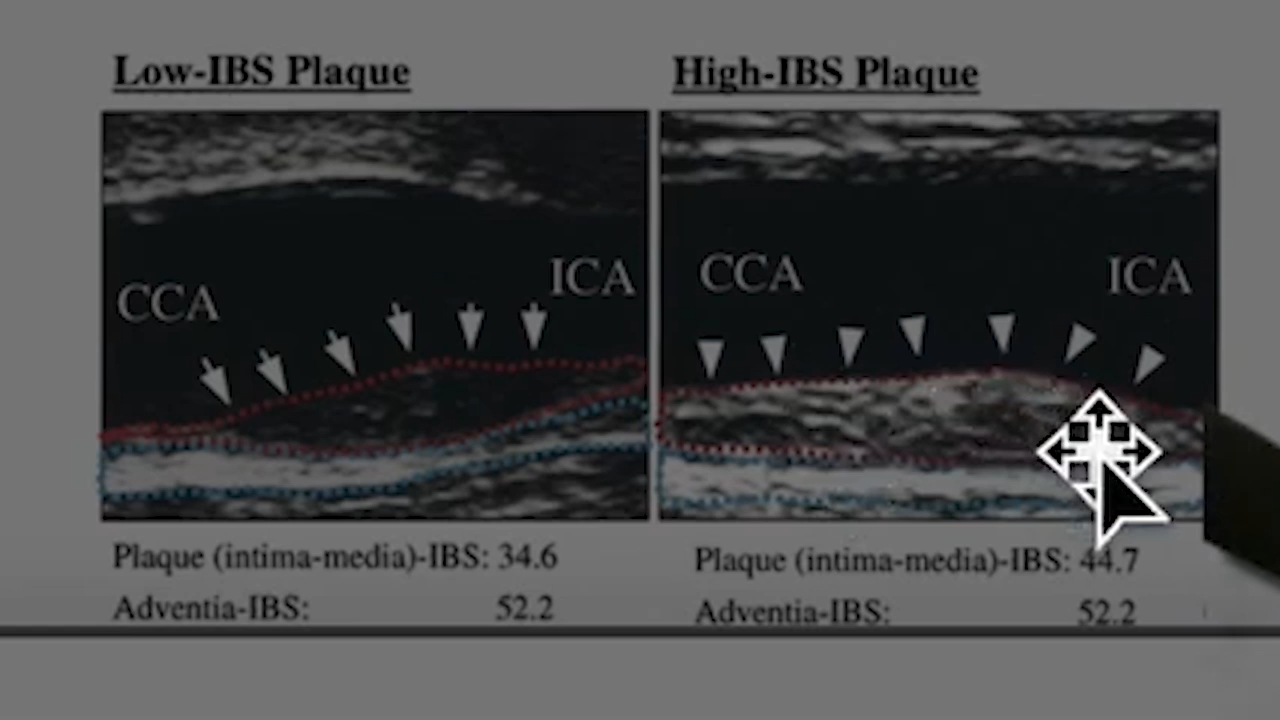 Low-IBS Plaque
High-IBS Plaque
CCA
ICA
CCA
ICA
Plaque (intima-media)-IBS: 34.6
Adventia-IBS: 52.2
Plaque (intima-media)-IBS: 44.7
Adventia-IBS: 52.2